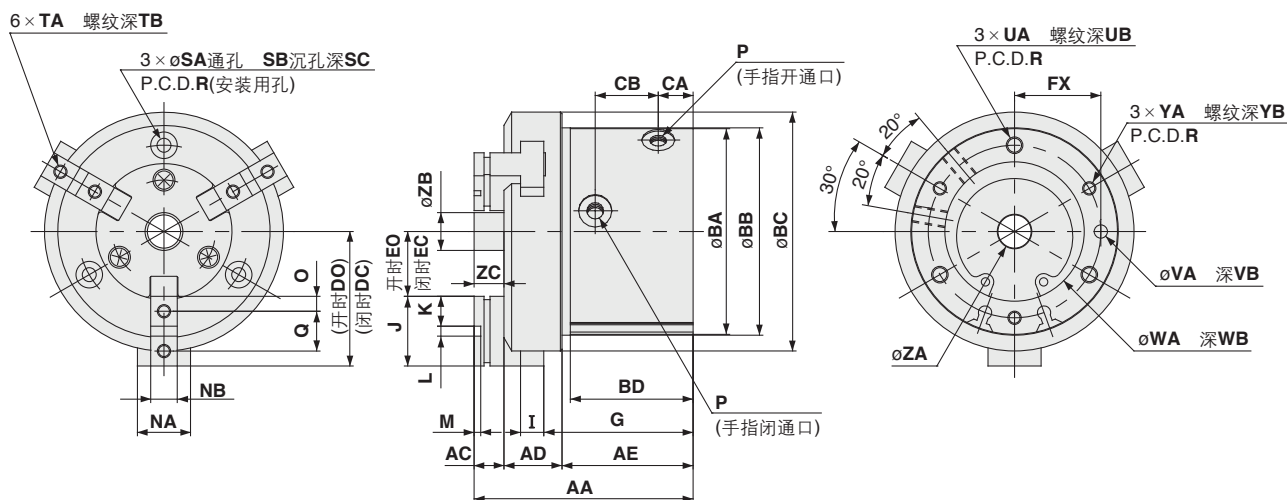 6×TA 螺纹深TB
3×øSA通孔 SB沉孔深SC
P.C.D.R(安装用孔)
O
Q
NB
NA
(开时DO)
(闭时DC)
P
(手指开通口)
CB
CA
øZB
ZC
开时EO
闭时EC
K
J
L
øBA
øBB
øBC
BD
M
I
G
P
(手指闭通口)
AC
AD
AE
AA
3×UA 螺纹深UB
P.C.D.R
FX
3×YA 螺纹深YB
P.C.D.R
20°
20°
30°
øVA 深VB
øZA
øWA 深WB